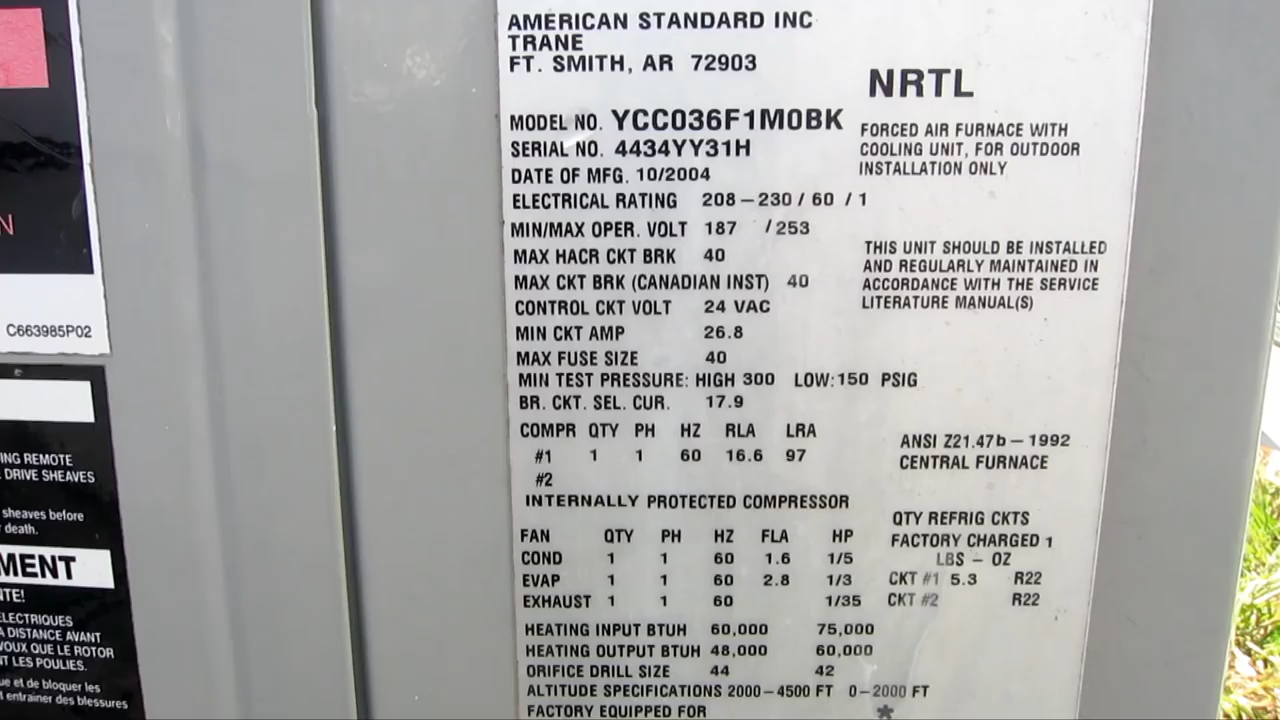 AMERICAN STANDARD INC
TRANE
FT. SMITH, AR 72903
NRTL
MODEL NO. YCC036F1M0BK
SERIAL NO. 4434YY31H
DATE OF MFG. 10/2004
FORCED AIR FURNACE WITH
COOLING UNIT, FOR OUTDOOR
INSTALLATION ONLY
ELECTRICAL RATING 208-230 / 60 / 1
MIN/MAX OPER. VOLT 187 / 253
MAX HACR CKT BRK 40
MAX CKT BRK (CANADIAN INST) 40
CONTROL CKT VOLT 24 VAC
THIS UNIT SHOULD BE INSTALLED
AND REGULARLY MAINTAINED IN
ACCORDANCE WITH THE SERVICE
LITERATURE MANUAL(S)
MIN CKT AMP 26.8
MAX FUSE SIZE 40
MIN TEST PRESSURE: HIGH 300 LOW:150 PSIG
BR. CKT. SEL. CUR. 17.9
COMPR QTY PH HZ RLA LRA
#1 1 1 60 16.6 97
#2
INTERNALLY PROTECTED COMPRESSOR
ANSI Z21.47b-1992
CENTRAL FURNACE
FAN QTY PH HZ FLA HP
COND 1 1 60 1.6 1/5
EVAP 1 1 60 2.8 1/3
EXHAUST 1 1 60 1/35
QTY REFRIG CKTS
FACTORY CHARGED 1
LBS - OZ
CKT #1 5.3 R22
CKT #2 R22
HEATING INPUT BTUH 60,000 75,000
HEATING OUTPUT BTUH 48,000 60,000
ORIFICE DRILL SIZE 44 42
ALTITUDE SPECIFICATIONS 2000-4500 FT 0-2000 FT
FACTORY EQUIPPED FOR *
N
C663985P02
ING REMOTE
DRIVE SHEAVES
sheaves before
death.
MENT
NTE!
ELECTRIQUES
A DISTANCE AVANT
VOUX QUE LE ROTOR
NT LES POULIES.
ue et de bloquer les
entraîner des blessures